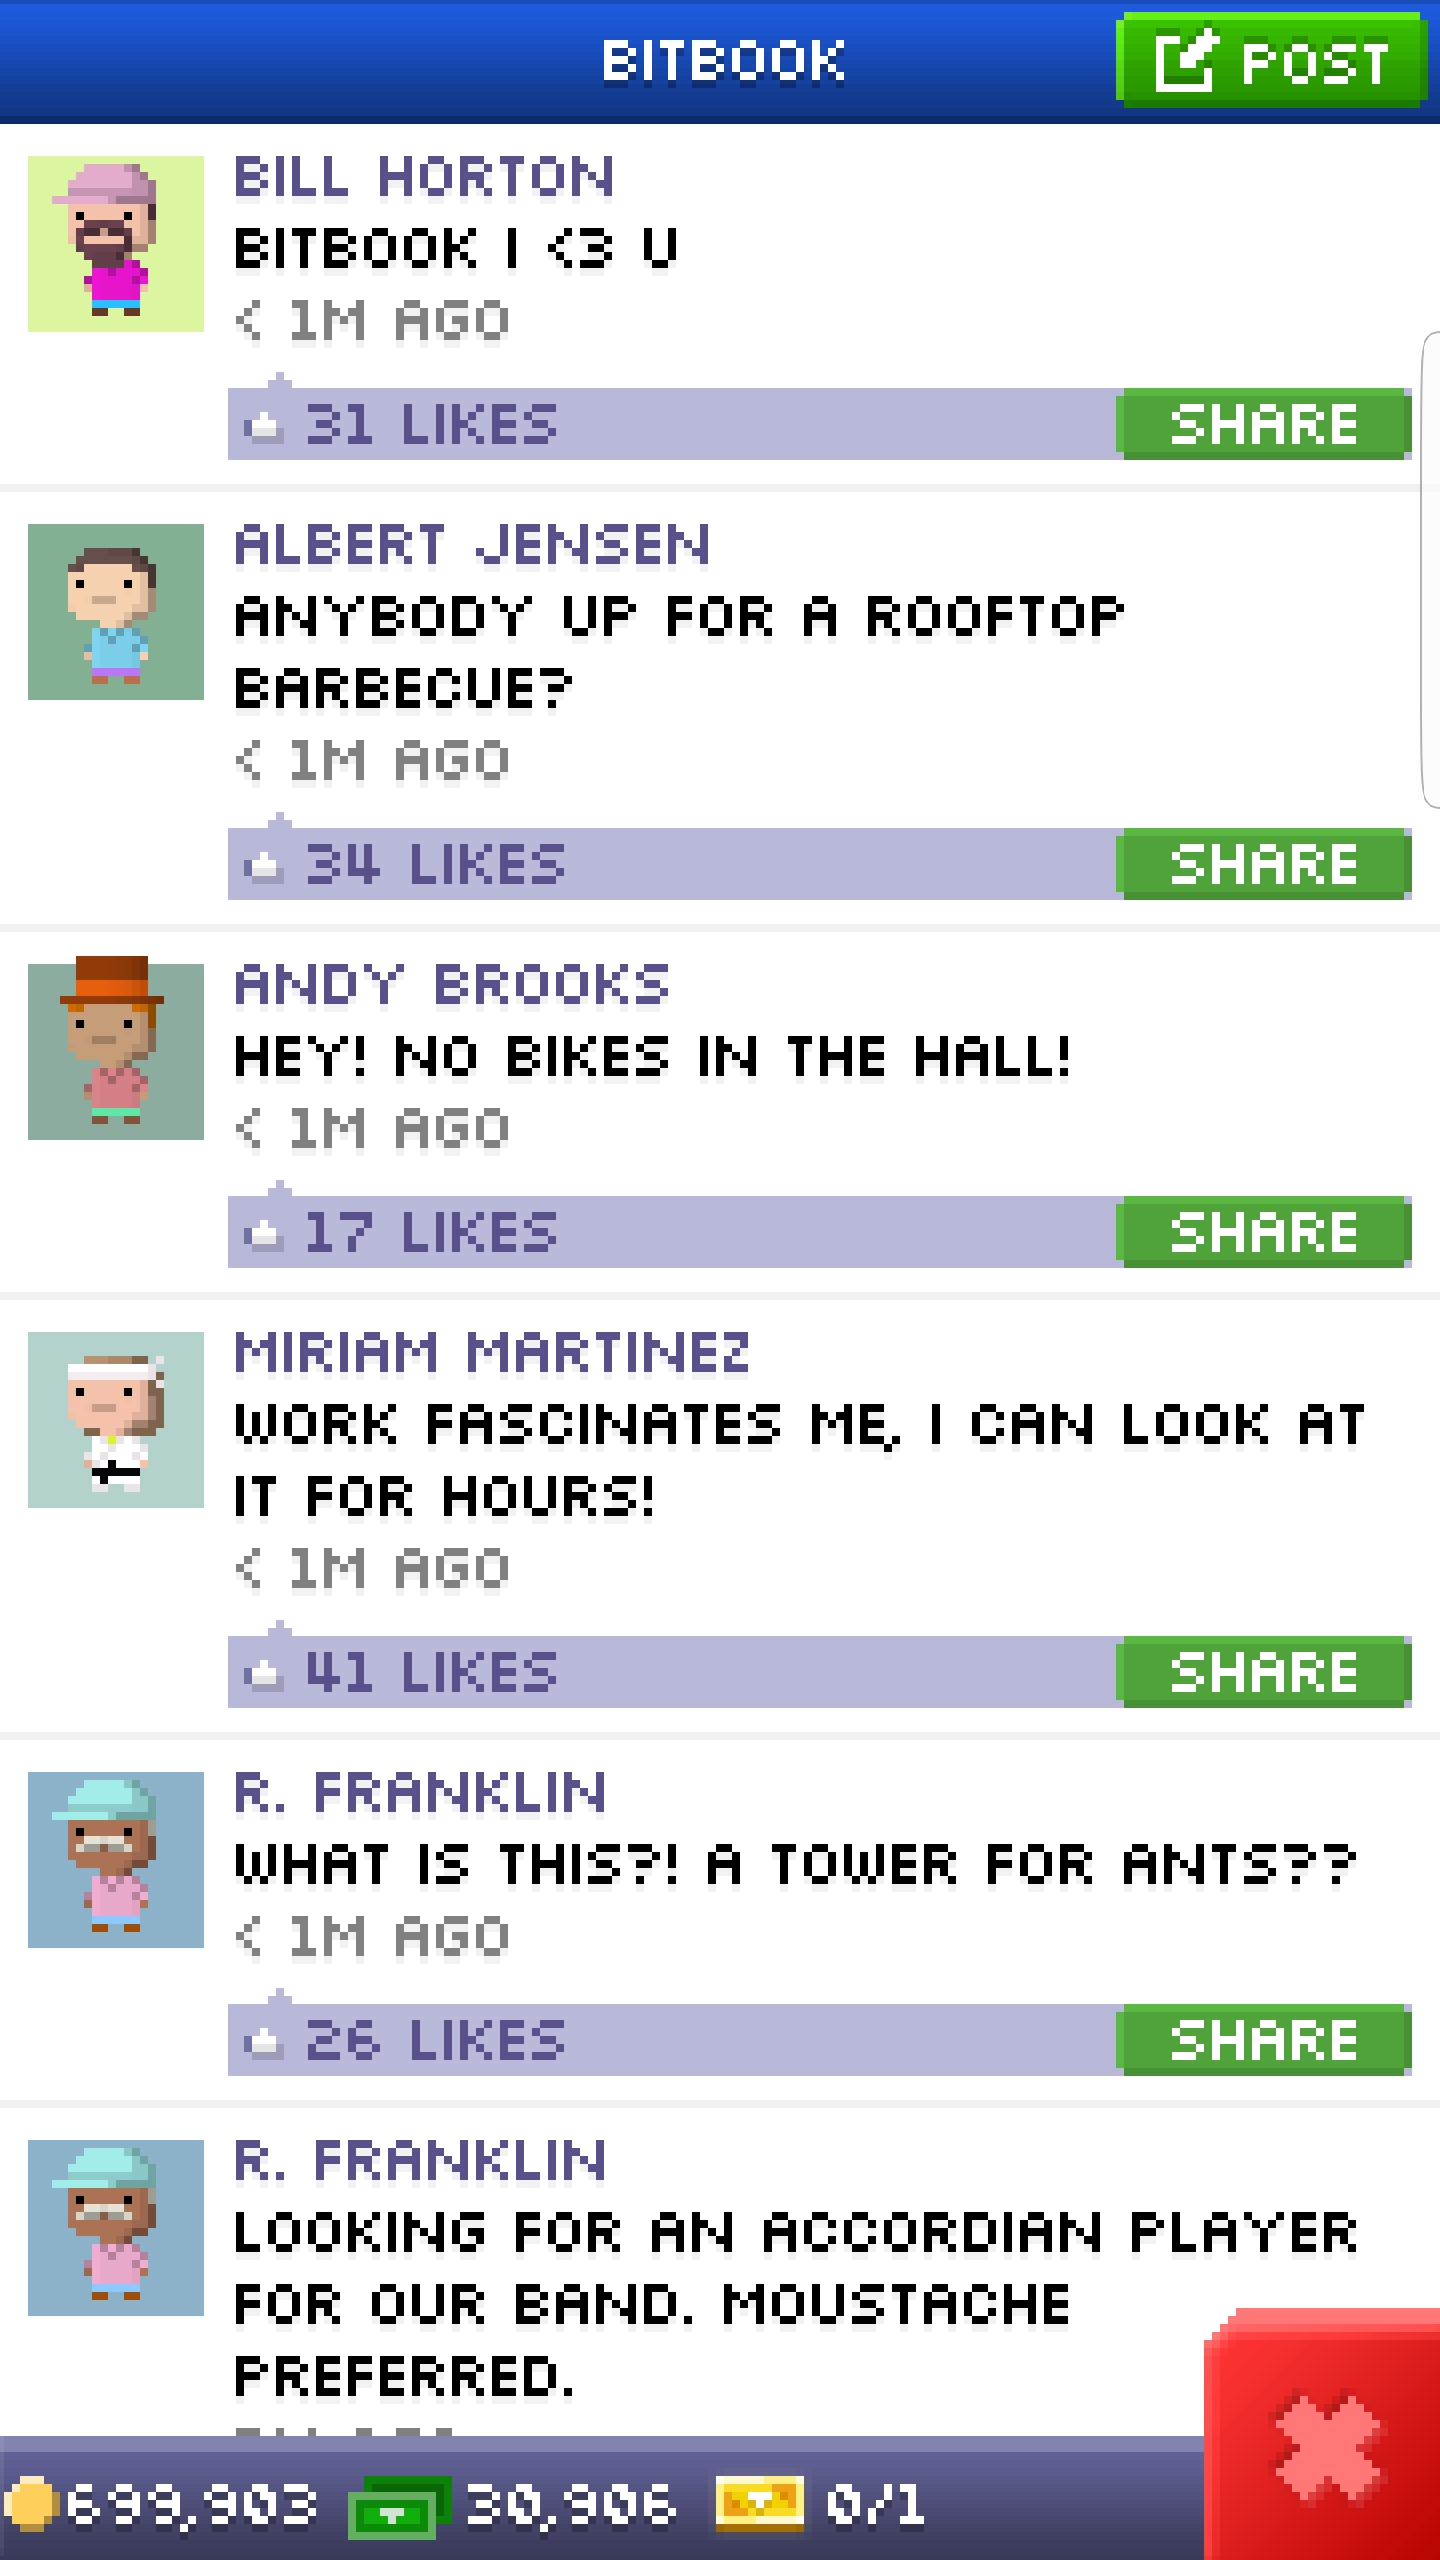 BITBOOK
POST
BILL HORTON
BITBOOK I <3 U
< 1M AGO
31 LIKES
SHARE
ALBERT JENSEN
ANYBODY UP FOR A ROOFTOP
BARBECUE?
< 1M AGO
34 LIKES
SHARE
ANDY BROOKS
HEY! NO BIKES IN THE HALL!
< 1M AGO
17 LIKES
SHARE
MIRIAM MARTINEZ
WORK FASCINATES ME, I CAN LOOK AT
IT FOR HOURS!
< 1M AGO
41 LIKES
SHARE
R. FRANKLIN
WHAT IS THIS?! A TOWER FOR ANTS??
< 1M AGO
26 LIKES
SHARE
R. FRANKLIN
LOOKING FOR AN ACCORDIAN PLAYER
FOR OUR BAND. MOUSTACHE
PREFERRED.
699,903 30,906 0/1